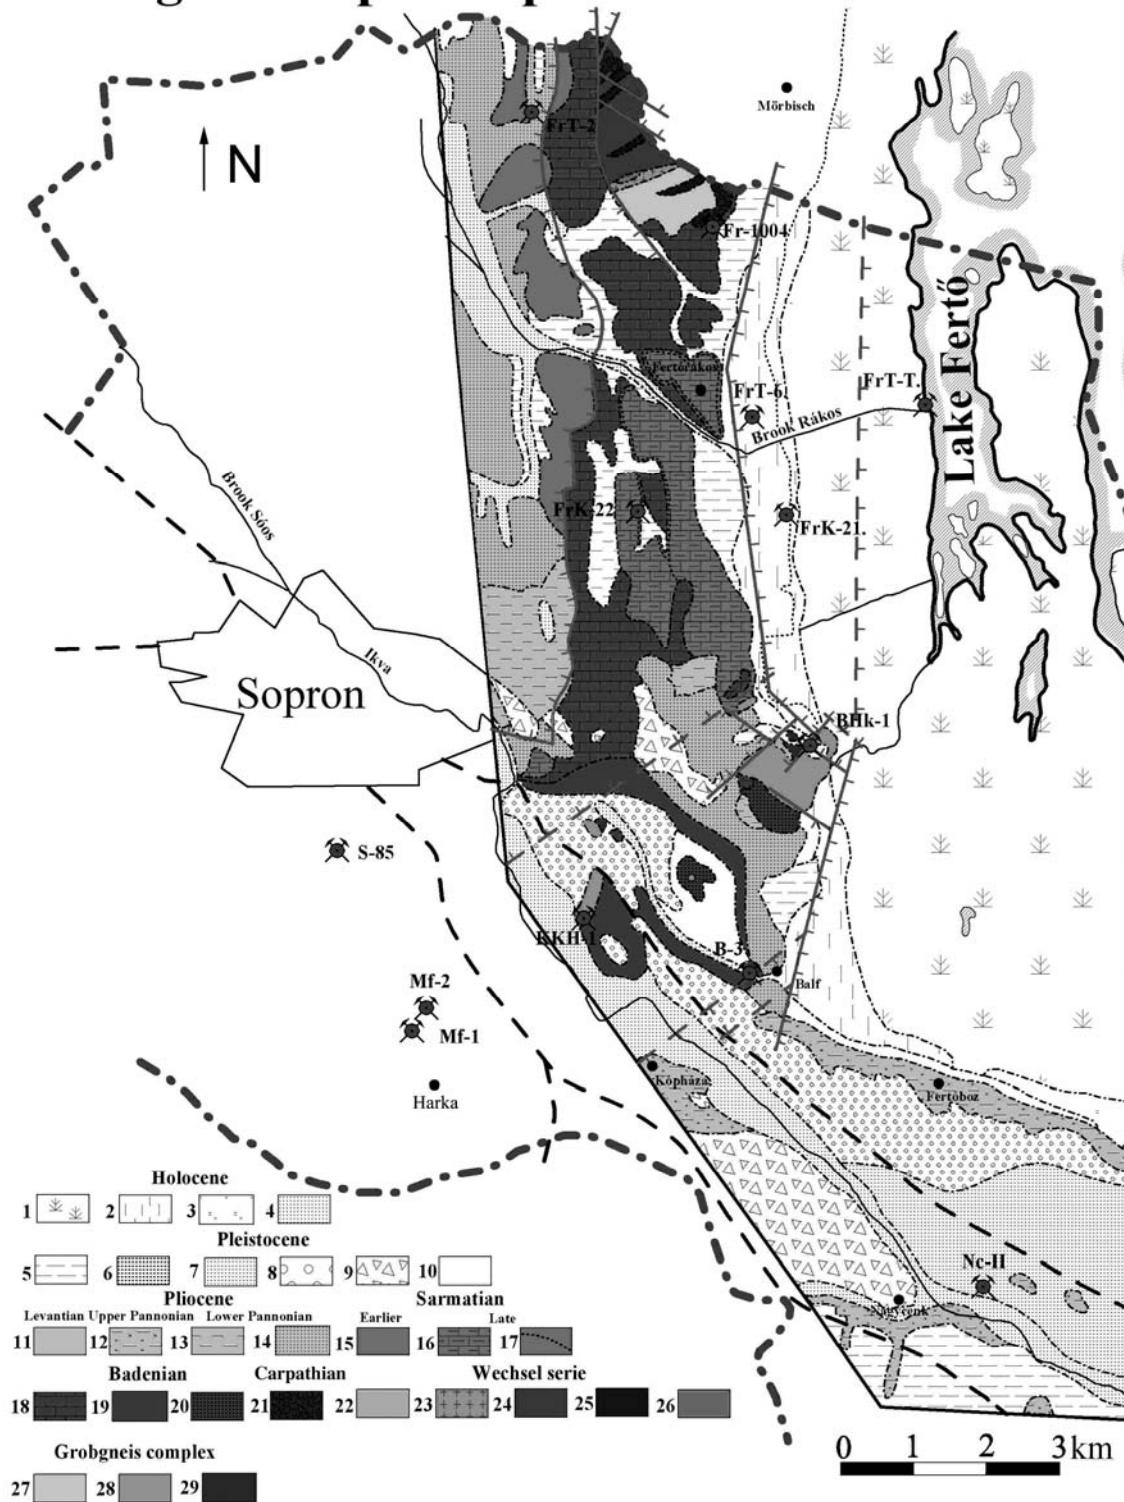 Mörbisch
FrT-2
N
Fr-1004
Lake Fertő
Fertőrákos
FrT-6.
FrT-T.
Brook Rákos
Brook Sóos
FrK-22
FrK-21.
Ikva
Sopron
BHk-1
S-85
KKH-1
B-3
Balf
Mf-2
Mf-1
Kópháza
Fertőboz
Harka
Nc-II
Nagycenk
Holocene
1 2 3 4
Pleistocene
5 6 7 8 9 10
Pliocene Sarmatian
Levantian Upper Pannonian Lower Pannonian Earlier Late
11 12 13 14 15 16 17
Badenian Carpathian Wechsel serie
18 19 20 21 22 23 24 25 26
Grobgneis complex
27 28 29
0 1 2 3 km